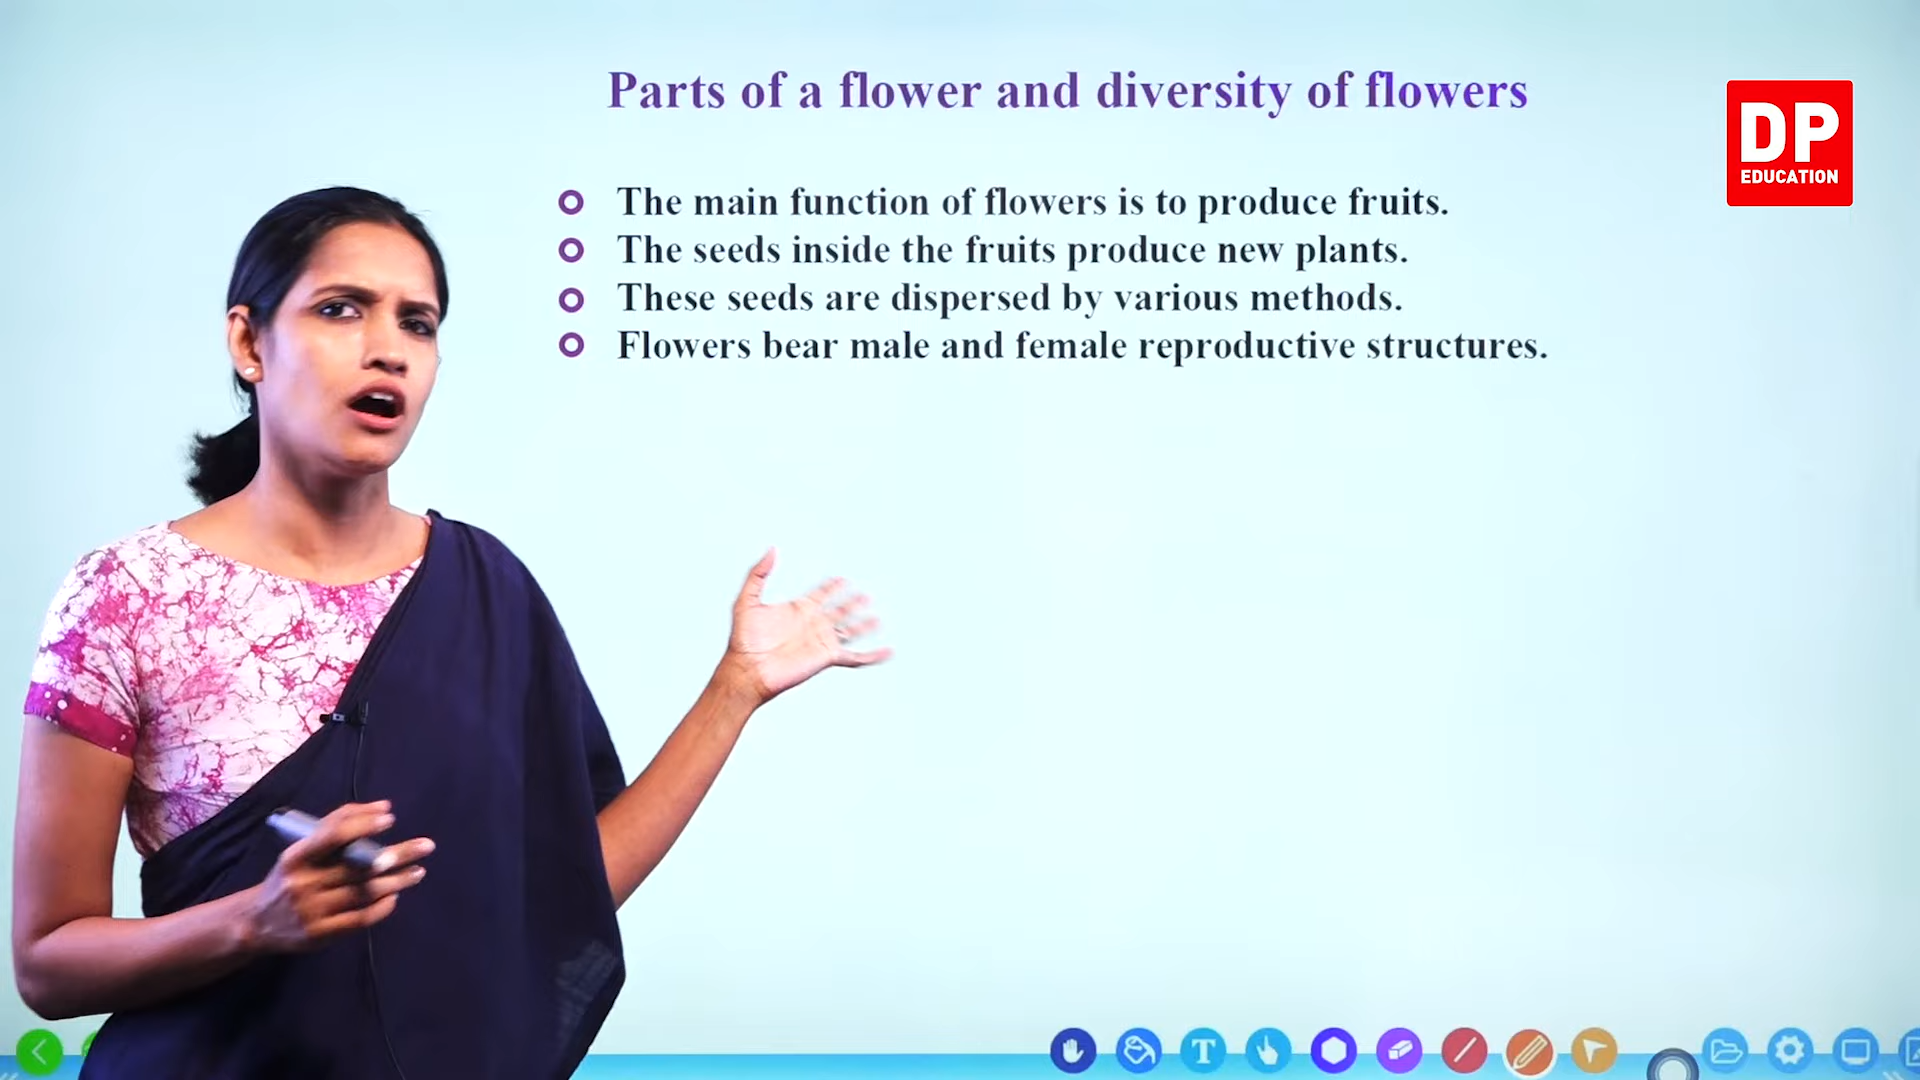 Parts of a flower and diversity of flowers
DP
EDUCATION
The main function of flowers is to produce fruits.
The seeds inside the fruits produce new plants.
These seeds are dispersed by various methods.
Flowers bear male and female reproductive structures.
T